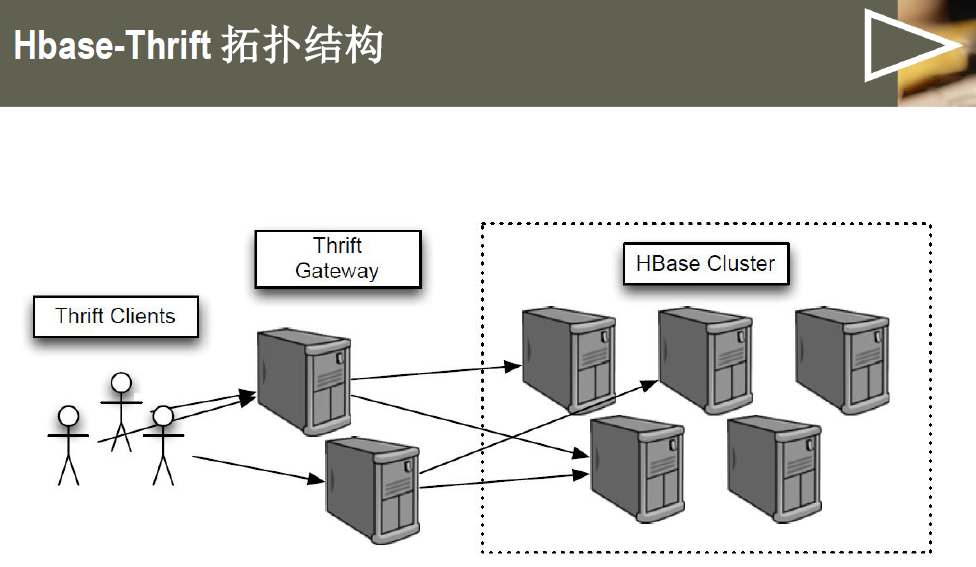 Hbase-Thrift 拓扑结构
Thrift
Gateway
HBase Cluster
Thrift Clients